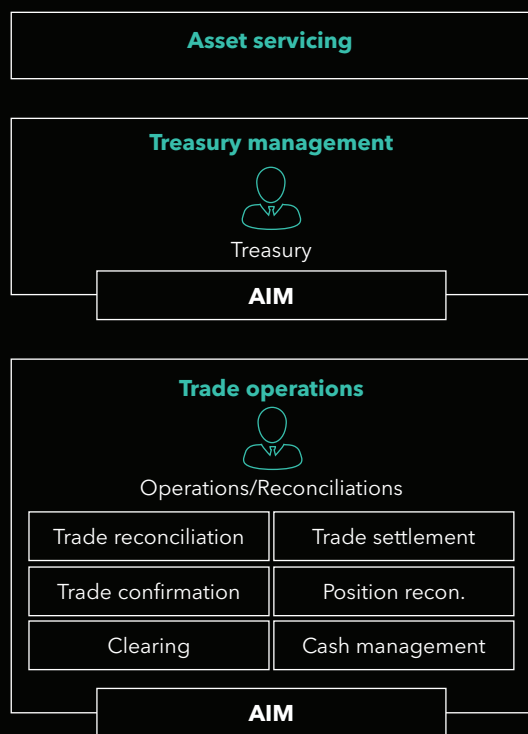 Asset servicing
Treasury management
Treasury
AIM
Trade operations
Operations/Reconciliations
Trade reconciliation
Trade settlement
Trade confirmation
Position recon.
Clearing
Cash management
AIM